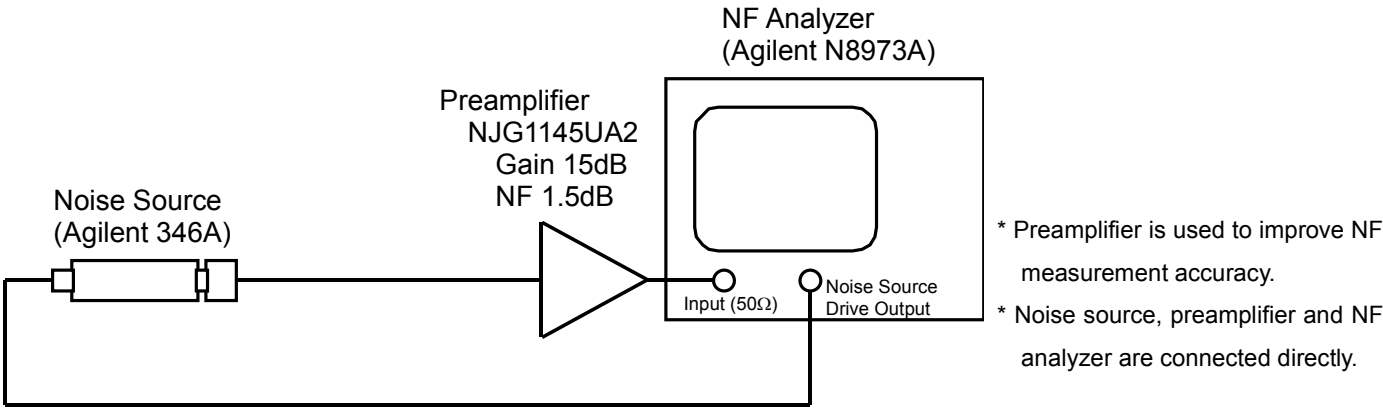 NF Analyzer
(Agilent N8973A)
Preamplifier
NJG1145UA2
Gain 15dB
NF 1.5dB
Noise Source
(Agilent 346A)
Input (50Ω)
Noise Source
Drive Output
* Preamplifier is used to improve NF
measurement accuracy.
* Noise source, preamplifier and NF
analyzer are connected directly.